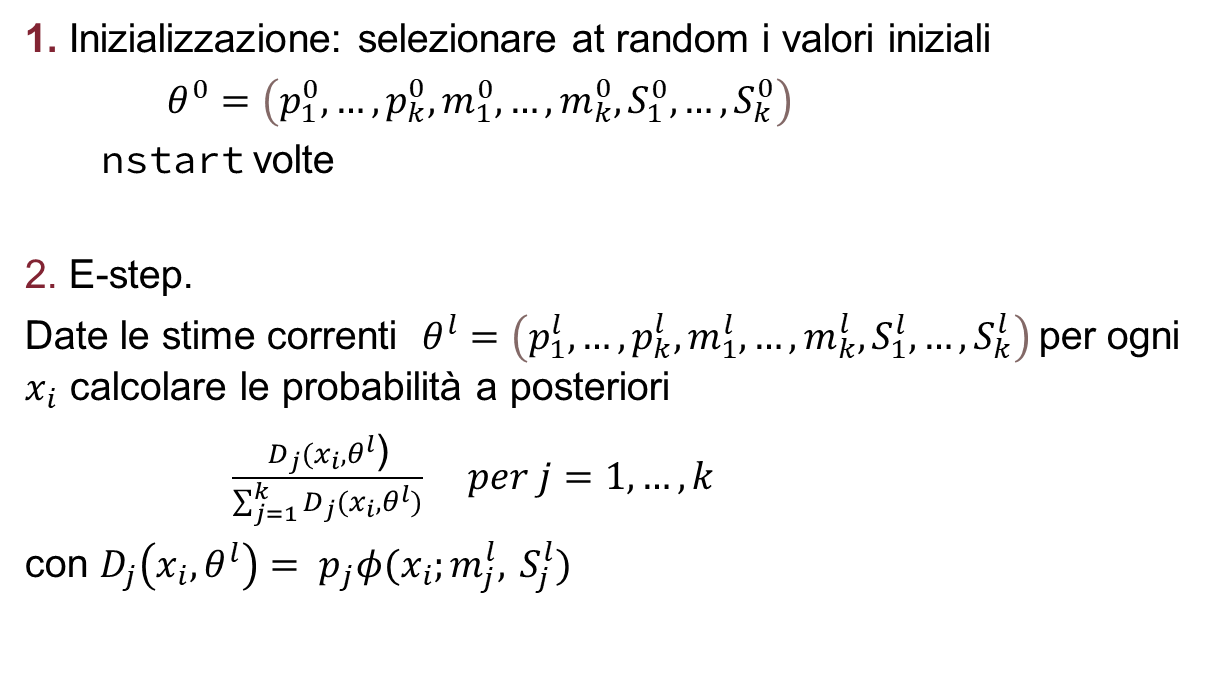 1. Inizializzazione: selezionare at random i valori iniziali
θ⁰ = (p₁⁰, … , pₖ⁰, m₁⁰, … , mₖ⁰, S₁⁰, … , Sₖ⁰)
nstart volte
2. E-step.
Date le stime correnti θˡ = (p₁ˡ, … , pₖˡ, m₁ˡ, … , mₖˡ, S₁ˡ, … , Sₖˡ) per ogni
xᵢ calcolare le probabilità a posteriori
Dⱼ(xᵢ,θˡ) / ∑ⱼ₌₁ᵏ Dⱼ(xᵢ,θˡ) per j = 1, … , k
con Dⱼ(xᵢ, θˡ) = pⱼϕ(xᵢ; mⱼˡ, Sⱼˡ)